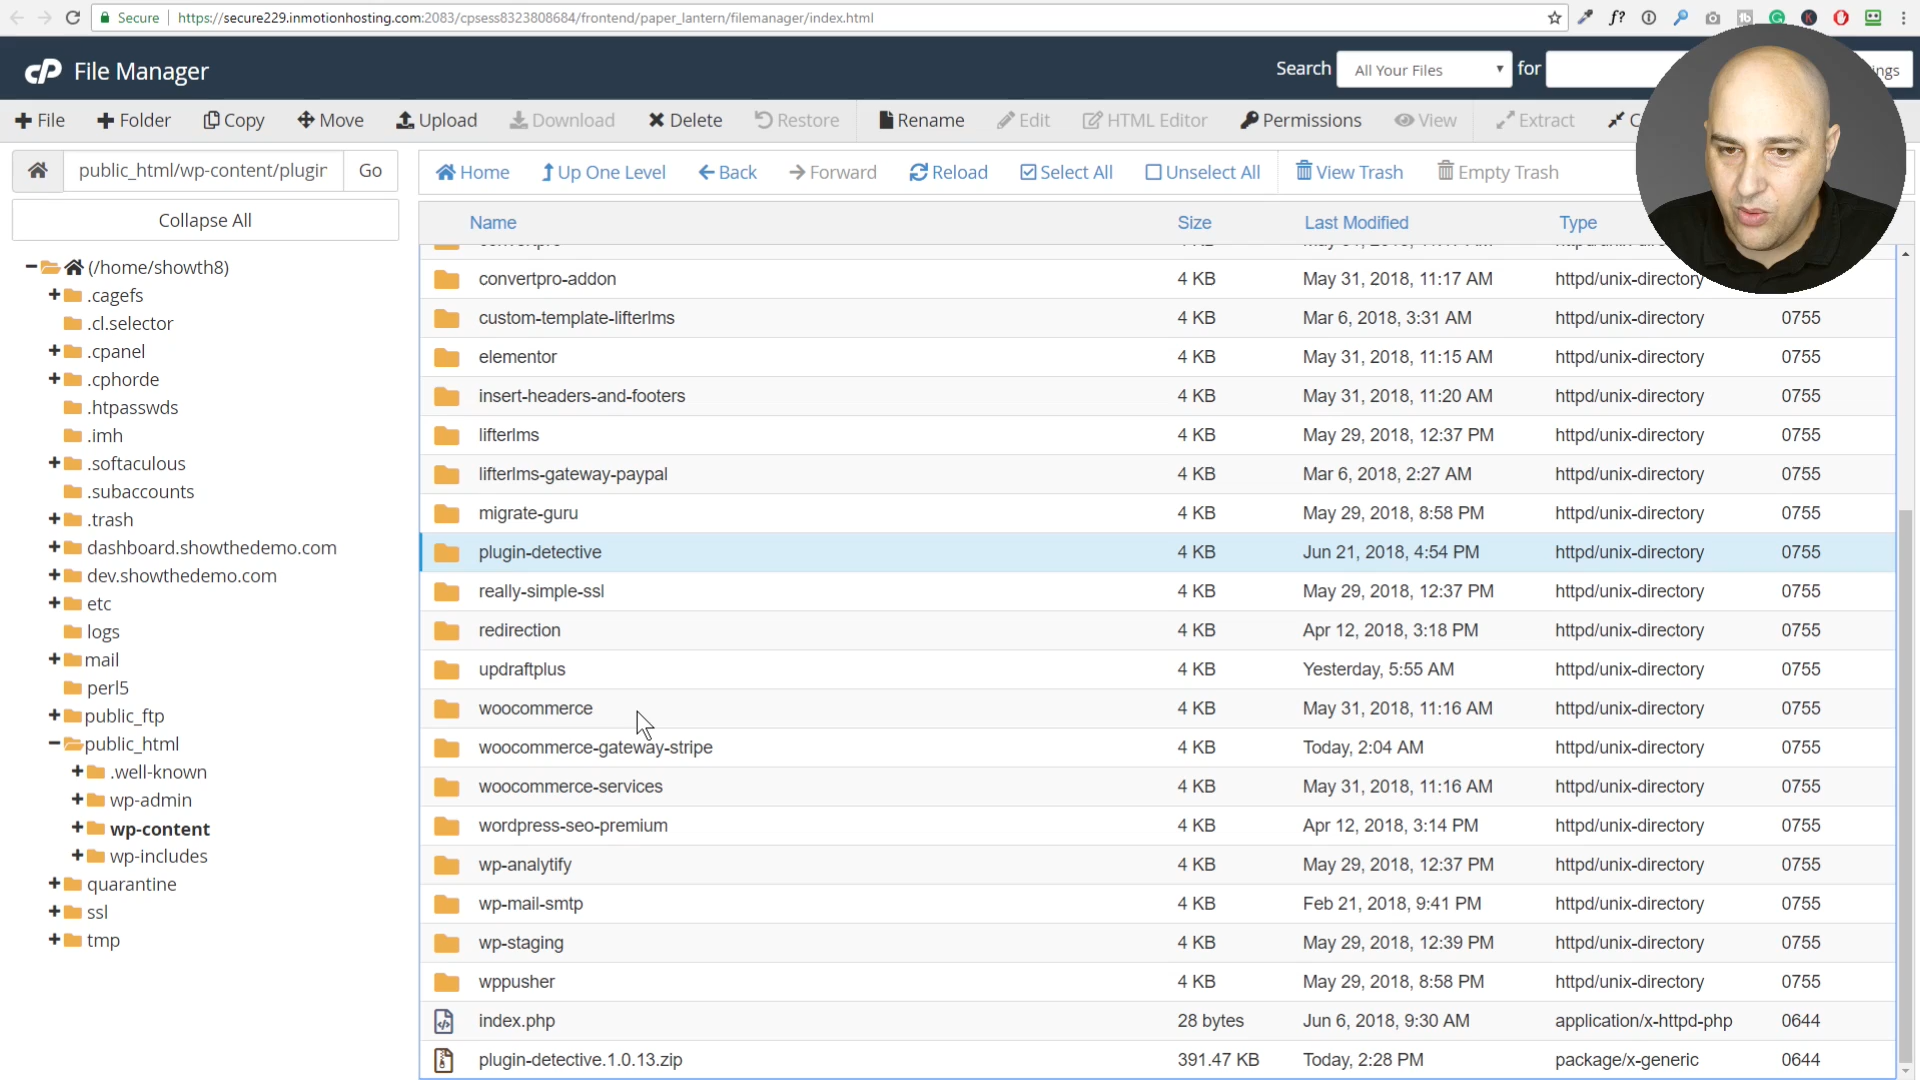 Secure https://secure229.inmotionhosting.com:2083/cpsess8323808684/frontend/paper_lantern/filemanager/index.html
cP File Manager Search All Your Files for ngs
File Folder Copy Move Upload Download Delete Restore Rename Edit HTML Editor Permissions View Extract C
public_html/wp-content/plugin Go Home Up One Level Back Forward Reload Select All Unselect All View Trash Empty Trash
Collapse All
Name Size Last Modified Type
(/home/showth8)
.cagefs
.cl.selector
.cpanel
.cphorde
.htpasswds
.imh
.softaculous
.subaccounts
.trash
dashboard.showthedemo.com
dev.showthedemo.com
etc
logs
mail
perl5
public_ftp
public_html
.well-known
wp-admin
wp-content
wp-includes
quarantine
ssl
tmp
convertpro-addon 4 KB May 31, 2018, 11:17 AM httpd/unix-directory
custom-template-lifterlms 4 KB Mar 6, 2018, 3:31 AM httpd/unix-directory 0755
elementor 4 KB May 31, 2018, 11:15 AM httpd/unix-directory 0755
insert-headers-and-footers 4 KB May 31, 2018, 11:20 AM httpd/unix-directory 0755
lifterlms 4 KB May 29, 2018, 12:37 PM httpd/unix-directory 0755
lifterlms-gateway-paypal 4 KB Mar 6, 2018, 2:27 AM httpd/unix-directory 0755
migrate-guru 4 KB May 29, 2018, 8:58 PM httpd/unix-directory 0755
plugin-detective 4 KB Jun 21, 2018, 4:54 PM httpd/unix-directory 0755
really-simple-ssl 4 KB May 29, 2018, 12:37 PM httpd/unix-directory 0755
redirection 4 KB Apr 12, 2018, 3:18 PM httpd/unix-directory 0755
updraftplus 4 KB Yesterday, 5:55 AM httpd/unix-directory 0755
woocommerce 4 KB May 31, 2018, 11:16 AM httpd/unix-directory 0755
woocommerce-gateway-stripe 4 KB Today, 2:04 AM httpd/unix-directory 0755
woocommerce-services 4 KB May 31, 2018, 11:16 AM httpd/unix-directory 0755
wordpress-seo-premium 4 KB Apr 12, 2018, 3:14 PM httpd/unix-directory 0755
wp-analytify 4 KB May 29, 2018, 12:37 PM httpd/unix-directory 0755
wp-mail-smtp 4 KB Feb 21, 2018, 9:41 PM httpd/unix-directory 0755
wp-staging 4 KB May 29, 2018, 12:39 PM httpd/unix-directory 0755
wppusher 4 KB May 29, 2018, 8:58 PM httpd/unix-directory 0755
index.php 28 bytes Jun 6, 2018, 9:30 AM application/x-httpd-php 0644
plugin-detective.1.0.13.zip 391.47 KB Today, 2:28 PM package/x-generic 0644